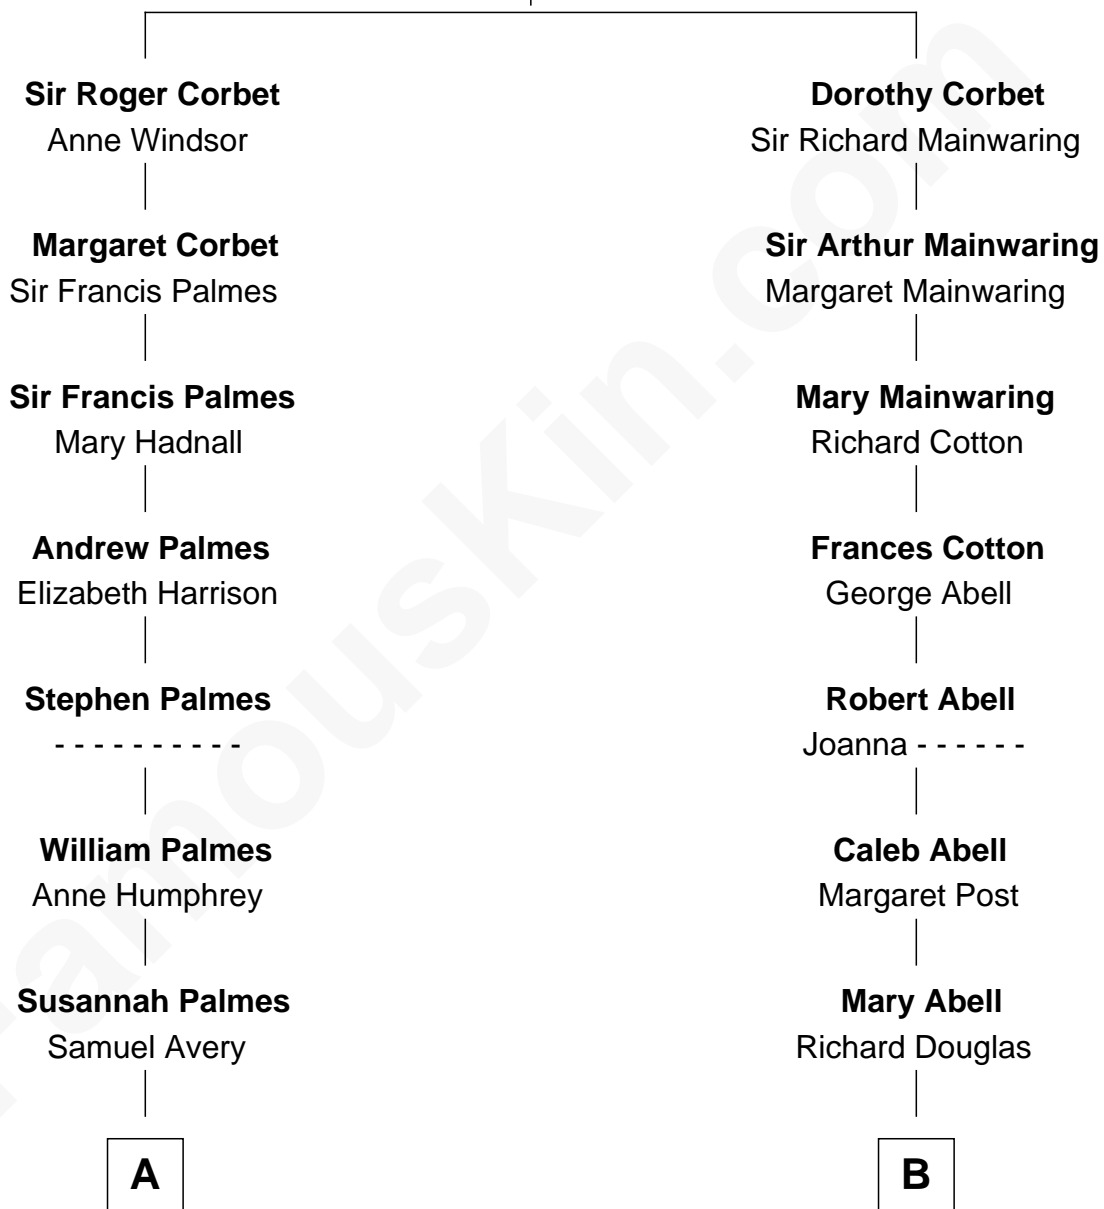 Sir Roger Corbet
Anne Windsor
Margaret Corbet
Sir Francis Palmes
Sir Francis Palmes
Mary Hadnall
Andrew Palmes
Elizabeth Harrison
Stephen Palmes
- - - - - - - - - -
William Palmes
Anne Humphrey
Susannah Palmes
Samuel Avery
A
Dorothy Corbet
Sir Richard Mainwaring
Sir Arthur Mainwaring
Margaret Mainwaring
Mary Mainwaring
Richard Cotton
Frances Cotton
George Abell
Robert Abell
Joanna - - - - - -
Caleb Abell
Margaret Post
Mary Abell
Richard Douglas
B
FamousKin.com